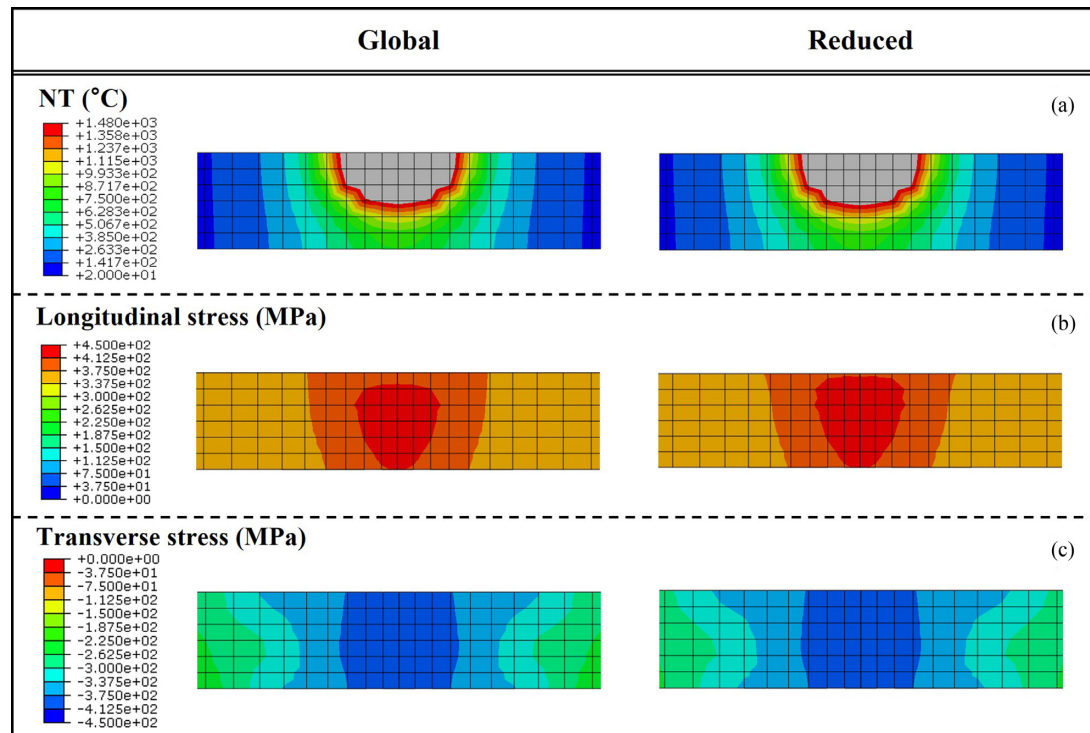 Global Reduced
NT (°C) (a)
+1.480e+03
+1.358e+03
+1.237e+03
+1.115e+03
+9.933e+02
+8.717e+02
+7.500e+02
+6.283e+02
+5.067e+02
+3.850e+02
+2.633e+02
+1.417e+02
+2.000e+01
Longitudinal stress (MPa) (b)
+4.500e+02
+4.125e+02
+3.750e+02
+3.375e+02
+3.000e+02
+2.625e+02
+2.250e+02
+1.875e+02
+1.500e+02
+1.125e+02
+7.500e+01
+3.750e+01
+0.000e+00
Transverse stress (MPa) (c)
+0.000e+00
-3.750e+01
-7.500e+01
-1.125e+02
-1.500e+02
-1.875e+02
-2.250e+02
-2.625e+02
-3.000e+02
-3.375e+02
-3.750e+02
-4.125e+02
-4.500e+02